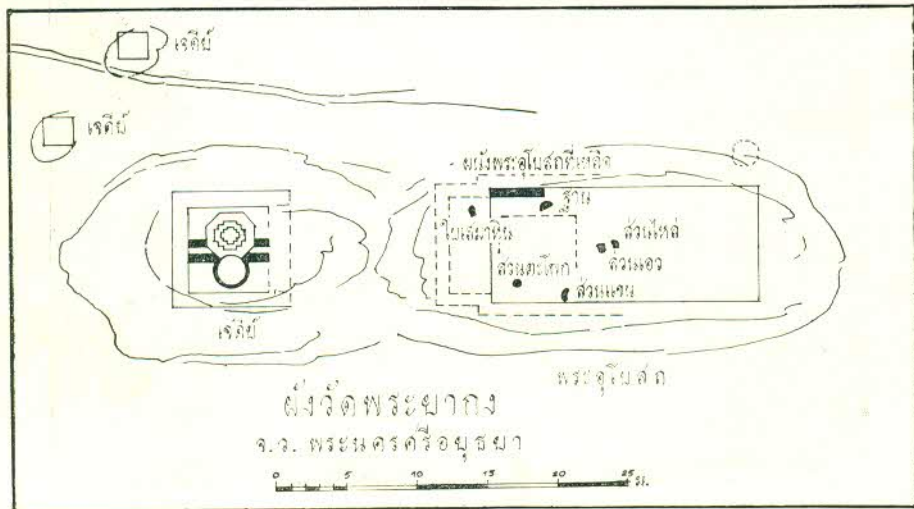 เจดีย์
เจดีย์
ผนังพระอุโบสถที่เหลือ
ฐาน
ใบเสมาหิน
ส่วนไหล่
ส่วนเอว
ส่วนตะโพก
ส่วนแขน
เจดีย์
พระอุโบสถ
ผังวัดพระยากง
จ.ว. พระนครศรีอยุธยา
0 5 10 15 20 25 ม.